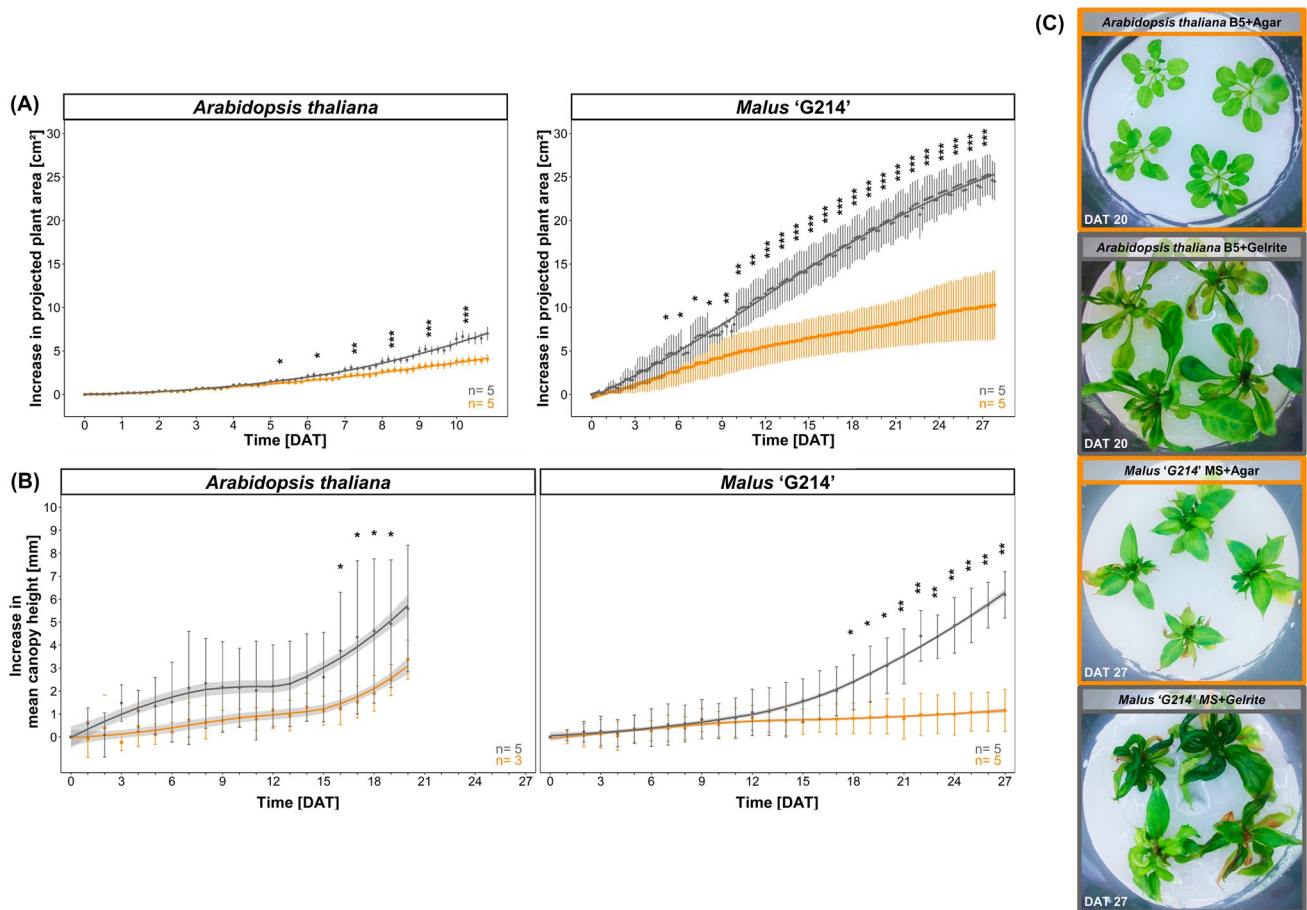 (A)
Arabidopsis thaliana
Increase in projected plant area [cm²]
30
25
20
15
10
5
0
* * ** *** *** ***
n= 5
n= 5
0 1 2 3 4 5 6 7 8 9 10
Time [DAT]
Malus ‘G214’
Increase in projected plant area [cm²]
30
25
20
15
10
5
0
* * * * ** ** ** *** *** *** *** *** *** *** *** *** *** *** *** *** *** *** ***
n= 5
n= 5
0 3 6 9 12 15 18 21 24 27
Time [DAT]
(B)
Arabidopsis thaliana
Increase in
mean canopy height [mm]
10
9
8
7
6
5
4
3
2
1
0
* * * *
n= 5
n= 3
0 3 6 9 12 15 18 21 24 27
Time [DAT]
Malus ‘G214’
* * * ** ** ** ** ** ** **
n= 5
n= 5
0 3 6 9 12 15 18 21 24 27
Time [DAT]
(C)
Arabidopsis thaliana B5+Agar
DAT 20
Arabidopsis thaliana B5+Gelrite
DAT 20
Malus ‘G214’ MS+Agar
DAT 27
Malus ‘G214’ MS+Gelrite
DAT 27